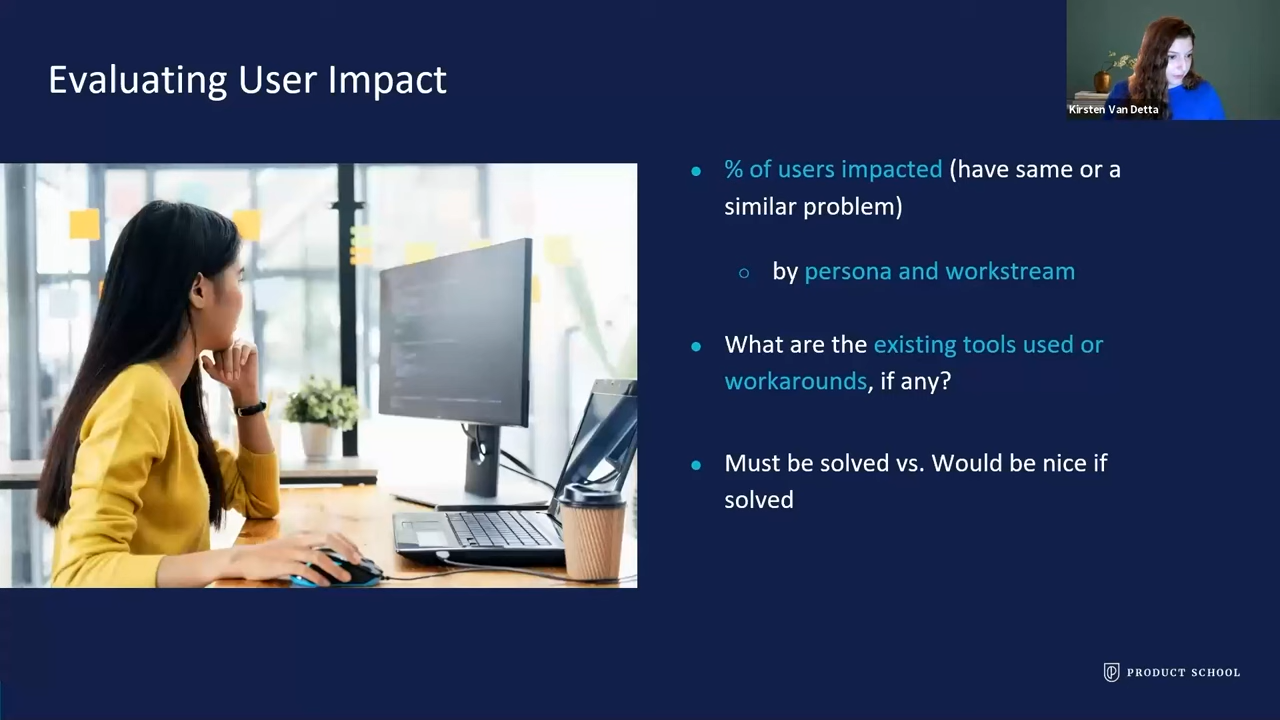 Evaluating User Impact
Kirsten Van Detta
• % of users impacted (have same or a
similar problem)
○ by persona and workstream
• What are the existing tools used or
workarounds, if any?
• Must be solved vs. Would be nice if
solved
PRODUCT SCHOOL